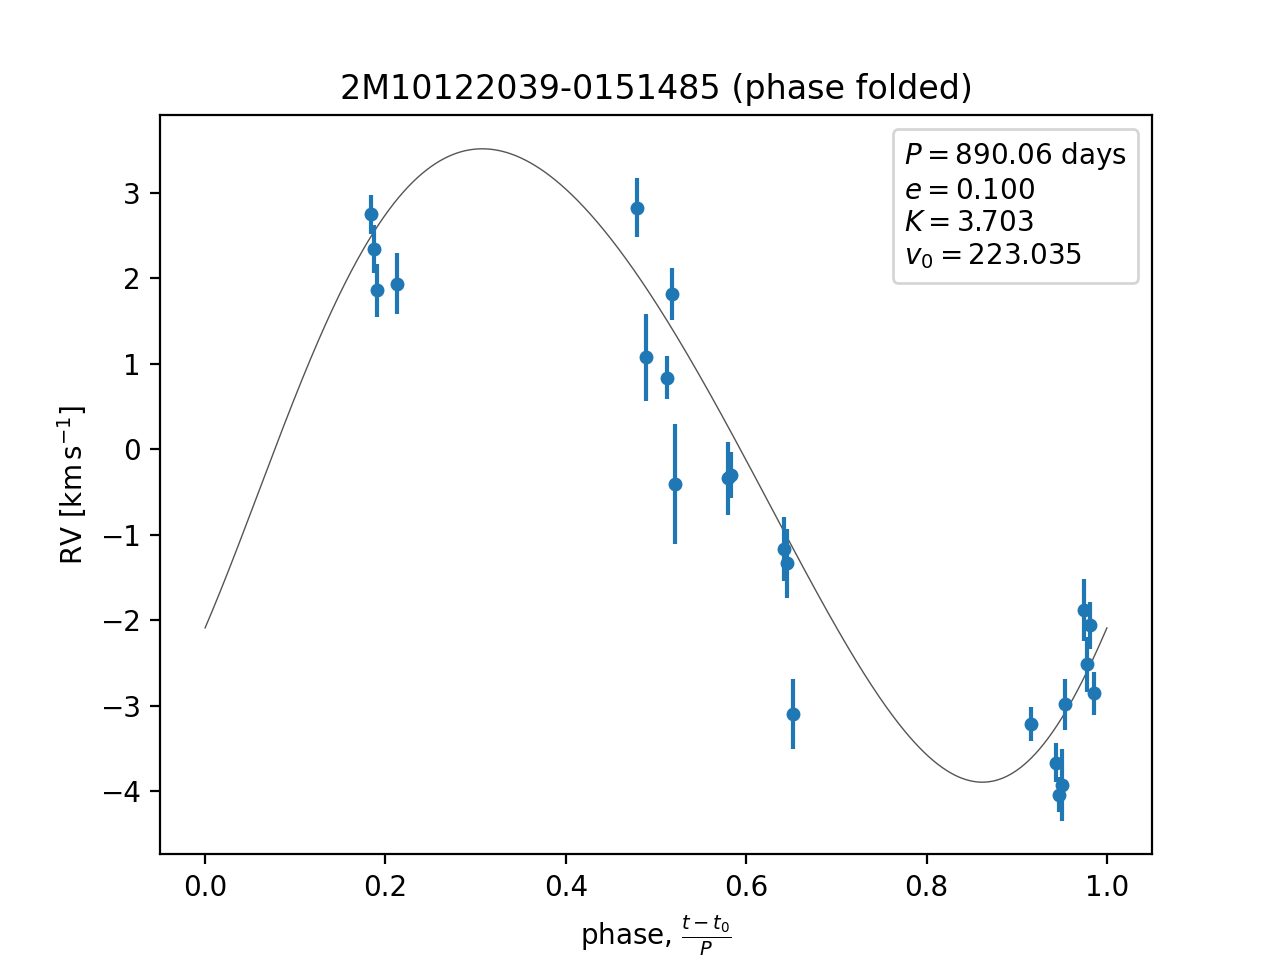 2M10122039-0151485 (phase folded)
P = 890.06 days
e = 0.100
K = 3.703
v₀ = 223.035
3
2
1
0
−1
−2
−3
−4
RV [km s⁻¹]
0.0 0.2 0.4 0.6 0.8 1.0
phase, (t − t₀)/P